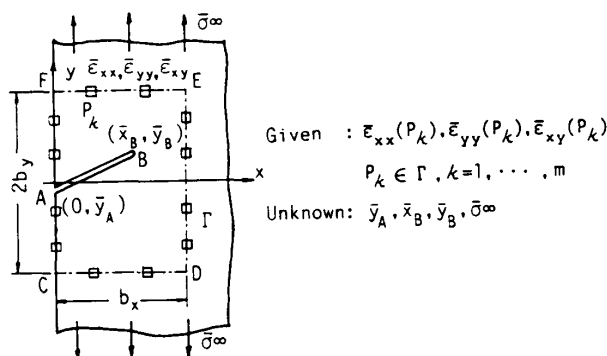 σ̄∞
F y ε̄xx, ε̄yy, ε̄xy E
Pk
(x̄B, ȳB)
B
2by
x
A
(0, ȳA)
Γ
C
D
bx
σ̄∞
Given : ε̄xx(Pk), ε̄yy(Pk), ε̄xy(Pk)
Pk ∈ Γ, k=1, ⋯, m
Unknown: ȳA, x̄B, ȳB, σ̄∞